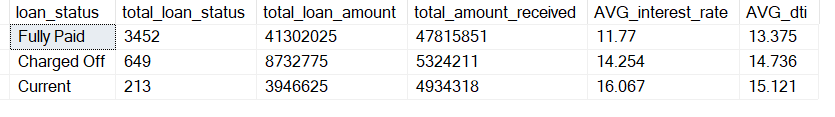 loan_status total_loan_status total_loan_amount total_amount_received AVG_interest_rate AVG_dti
Fully Paid 3452 41302025 47815851 11.77 13.375
Charged Off 649 8732775 5324211 14.254 14.736
Current 213 3946625 4934318 16.067 15.121